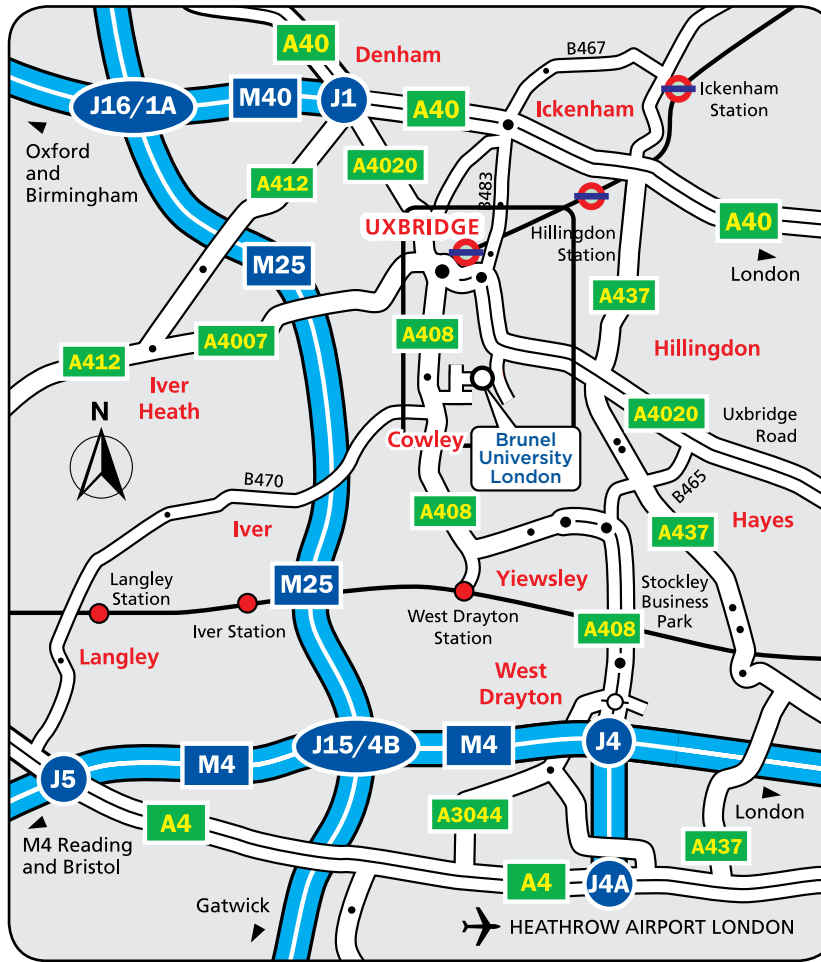 A40
Denham
B467
J16/1A
M40
J1
A40
Ickenham
Ickenham
Station
Oxford
and
Birmingham
A4020
A412
B483
UXBRIDGE
Hillingdon
Station
A40
London
M25
A437
A412
A4007
A408
Hillingdon
Iver
Heath
N
A4020
Uxbridge
Road
Cowley
Brunel
University
London
B470
B465
A408
Iver
A437
Hayes
Langley
Station
M25
Yiewsley
Stockley
Business
Park
Iver Station
West Drayton
Station
A408
Langley
West
Drayton
J15/4B
M4
J4
M4
J5
London
A4
A3044
A437
M4 Reading
and Bristol
A4
J4A
Gatwick
HEATHROW AIRPORT LONDON